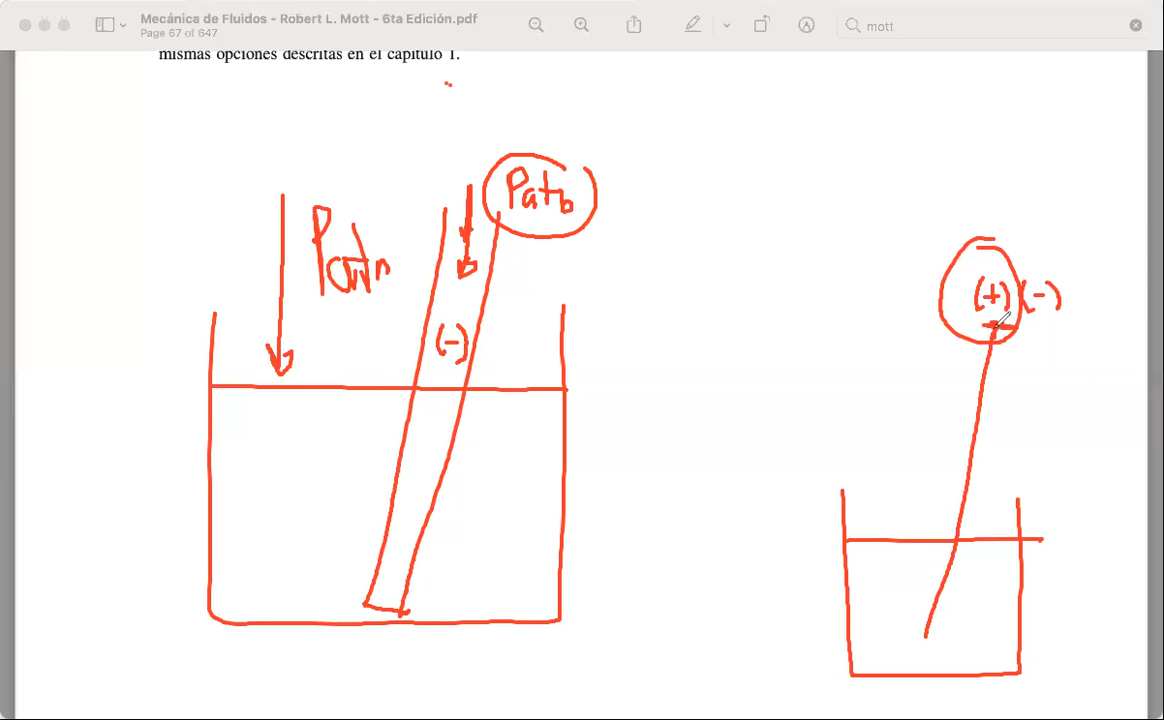 Mecánica de Fluidos - Robert L. Mott - 6ta Edición.pdf
Page 67 of 647
mott
mismas opciones descritas en el capítulo 1.
Patm
Patm
(-)
(+) (-)